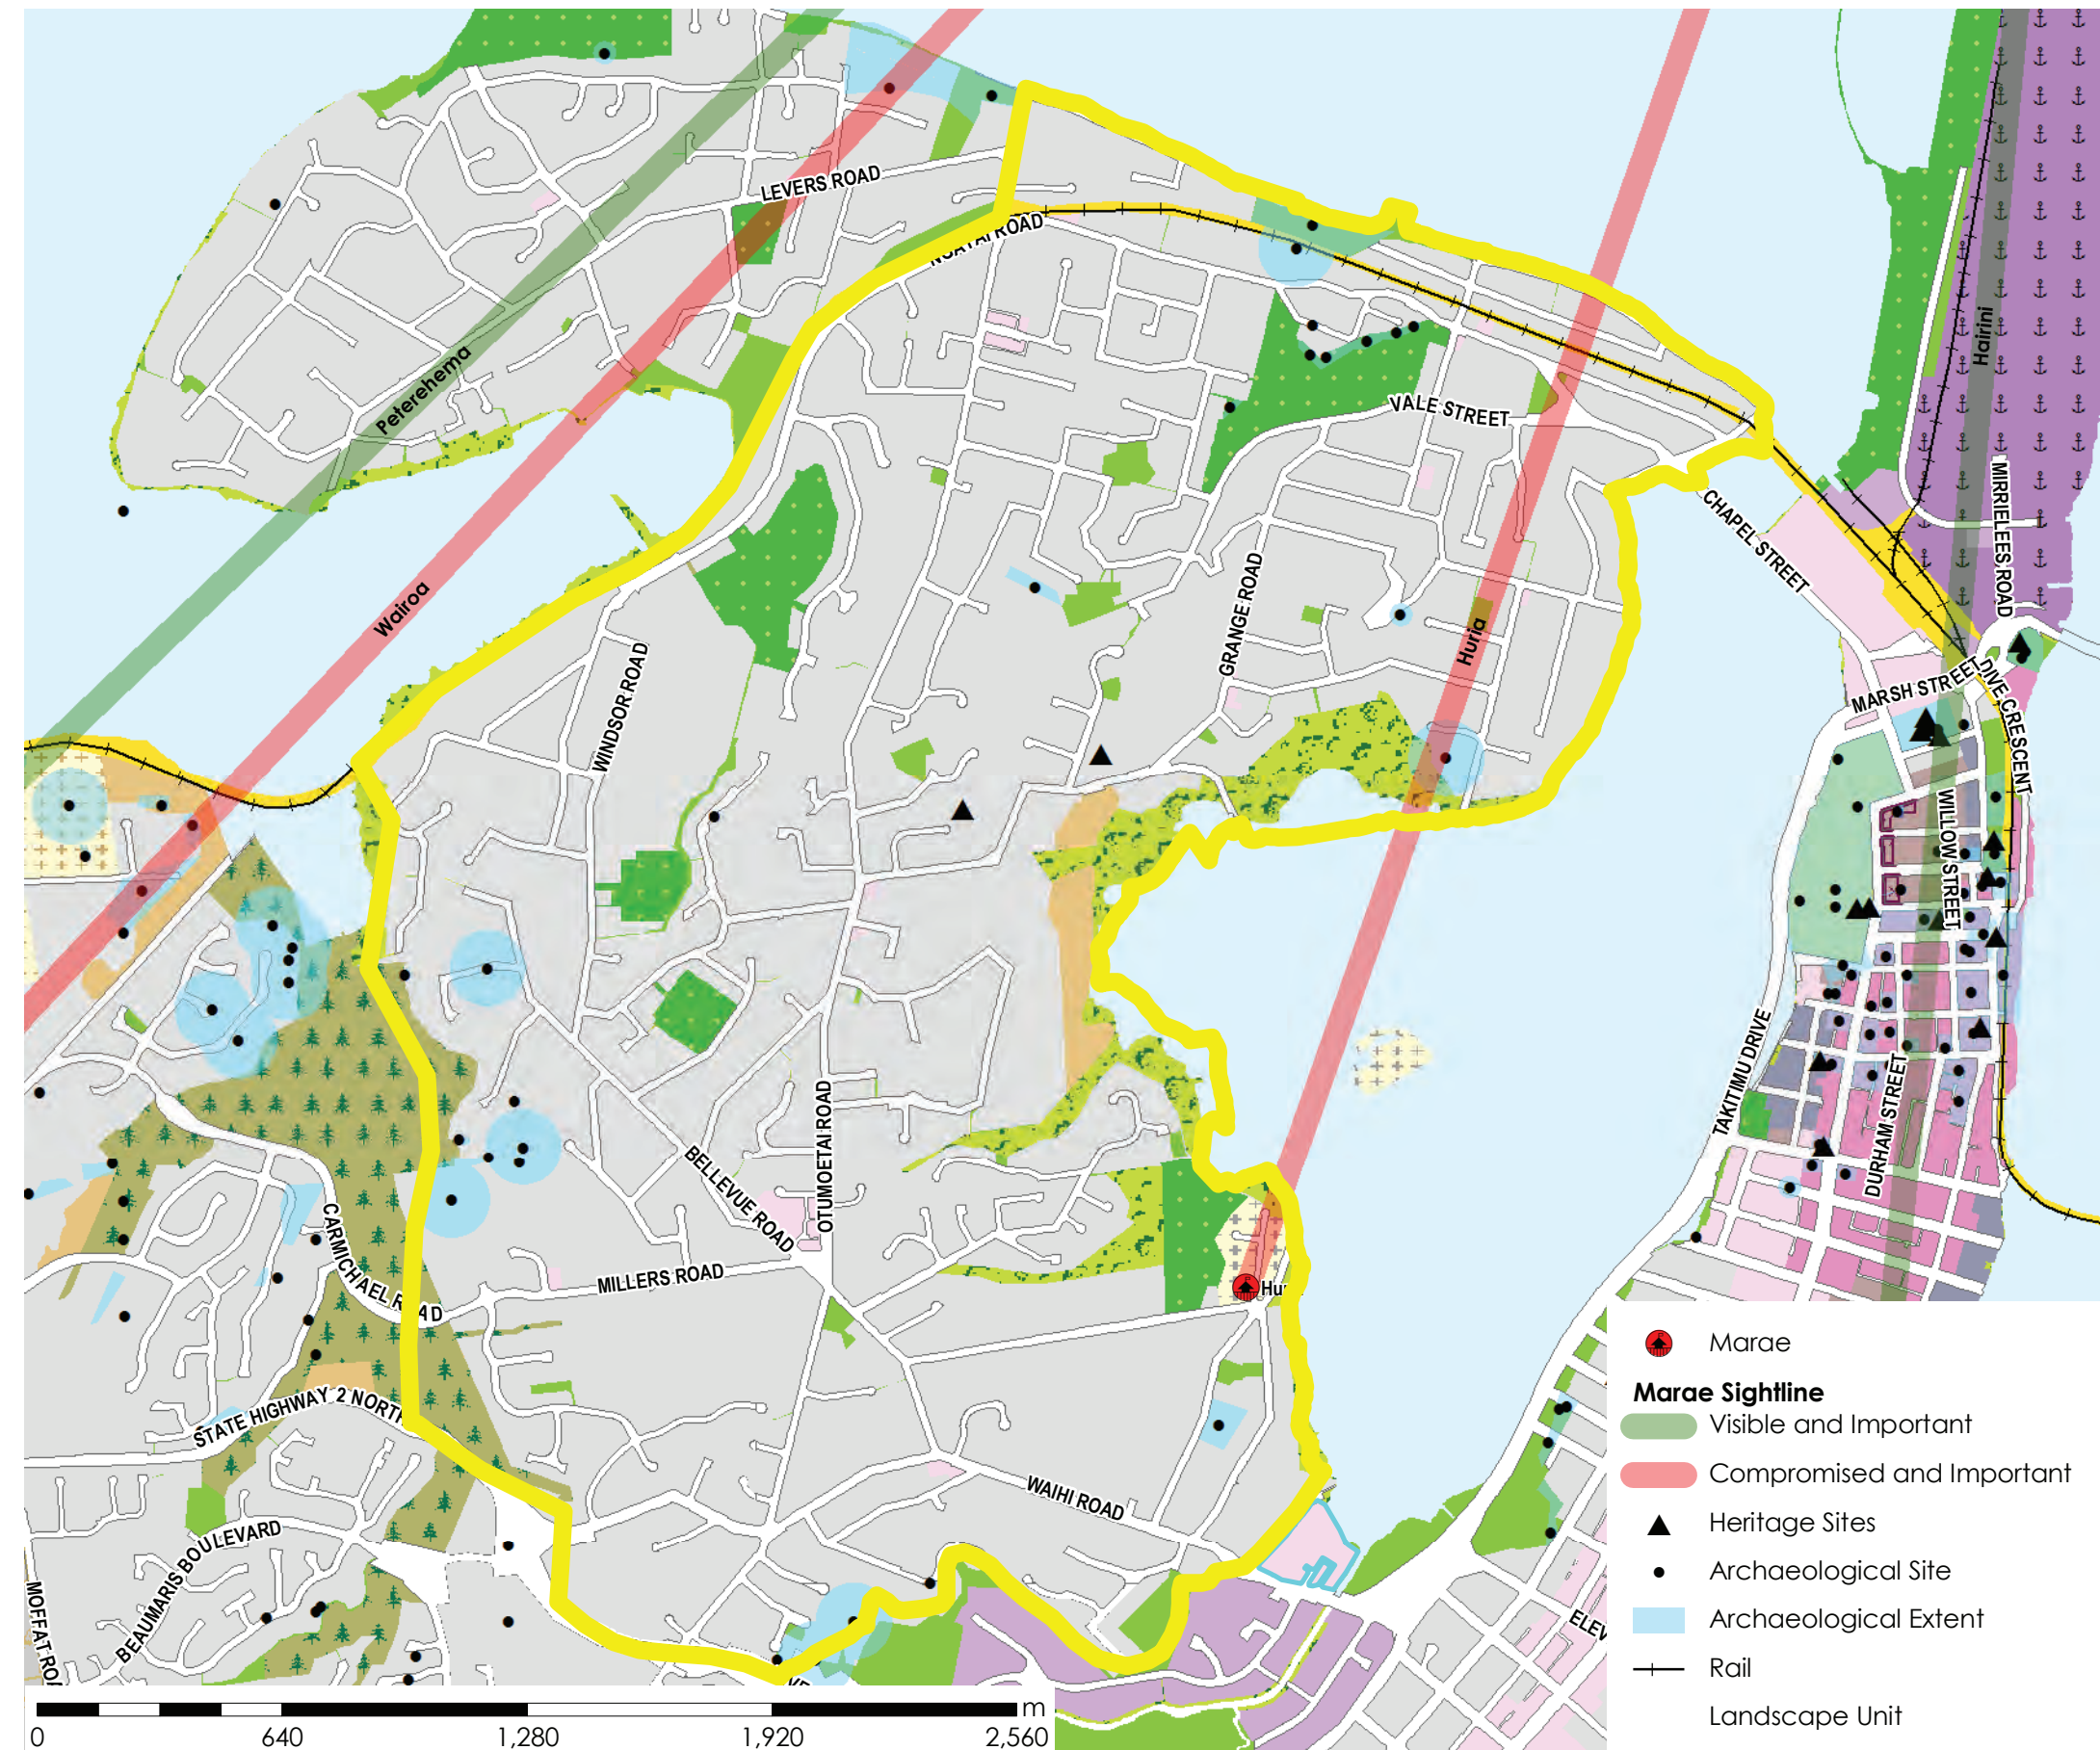 LEVERS ROAD
NGATAI ROAD
Peterehema
Hairini
VALE STREET
MIRRIELEES ROAD
CHAPEL STREET
Wairoa
GRANGE ROAD
Huria
WINDSOR ROAD
MARSH STREET
DIVE CRESCENT
WILLOW STREET
TAKITIMU DRIVE
DURHAM STREET
OTUMOETAI ROAD
BELLEVUE ROAD
CARMICHAEL ROAD
MILLERS ROAD
Hu
STATE HIGHWAY 2 NORTH
WAIHI ROAD
BEAUMARIS BOULEVARD
MOFFAT RO
ELEV
Marae
Marae Sightline
Visible and Important
Compromised and Important
Heritage Sites
Archaeological Site
Archaeological Extent
Rail
Landscape Unit
m
0 640 1,280 1,920 2,560